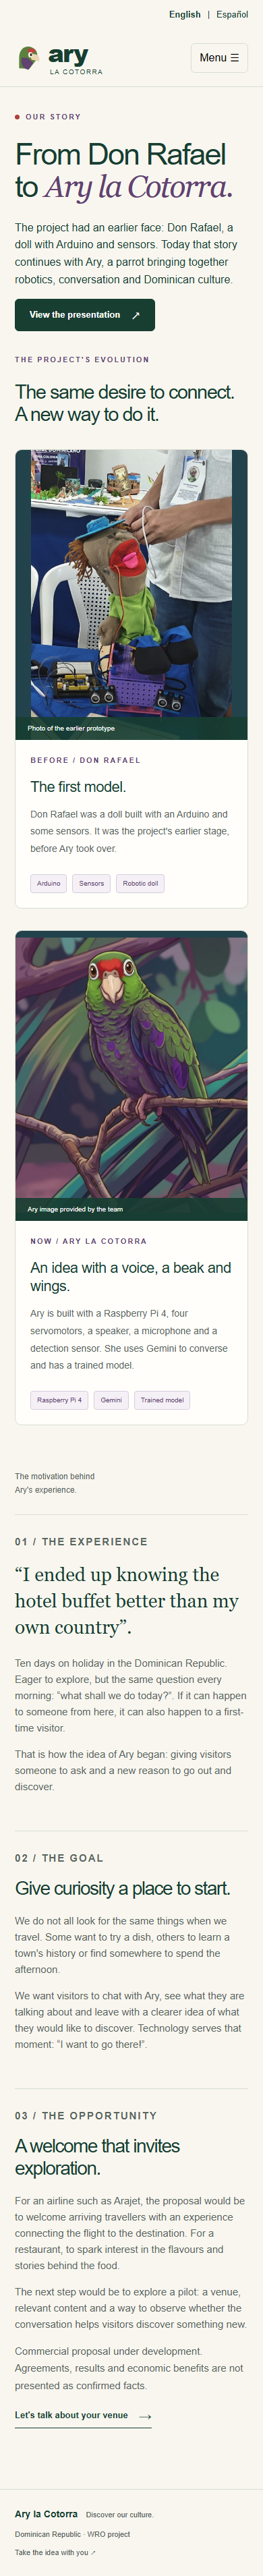 English | Español
ary
LA COTORRA
Menu ☰
OUR STORY
From Don Rafael
to Ary la Cotorra.
The project had an earlier face: Don Rafael, a
doll with Arduino and sensors. Today that story
continues with Ary, a parrot bringing together
robotics, conversation and Dominican culture.
View the presentation ↗
THE PROJECT'S EVOLUTION
The same desire to connect.
A new way to do it.
Photo of the earlier prototype
BEFORE / DON RAFAEL
The first model.
Don Rafael was a doll built with an Arduino and
some sensors. It was the project's earlier stage,
before Ary took over.
Arduino Sensors Robotic doll
Ary image provided by the team
NOW / ARY LA COTORRA
An idea with a voice, a beak and
wings.
Ary is built with a Raspberry Pi 4, four
servomotors, a speaker, a microphone and a
detection sensor. She uses Gemini to converse
and has a trained model.
Raspberry Pi 4 Gemini Trained model
The motivation behind
Ary's experience.
01 / THE EXPERIENCE
“I ended up knowing the
hotel buffet better than my
own country”.
Ten days on holiday in the Dominican Republic.
Eager to explore, but the same question every
morning: “what shall we do today?”. If it can happen
to someone from here, it can also happen to a first-
time visitor.
That is how the idea of Ary began: giving visitors
someone to ask and a new reason to go out and
discover.
02 / THE GOAL
Give curiosity a place to start.
We do not all look for the same things when we
travel. Some want to try a dish, others to learn a
town's history or find somewhere to spend the
afternoon.
We want visitors to chat with Ary, see what they are
talking about and leave with a clearer idea of what
they would like to discover. Technology serves that
moment: “I want to go there!”.
03 / THE OPPORTUNITY
A welcome that invites
exploration.
For an airline such as Arajet, the proposal would be
to welcome arriving travellers with an experience
connecting the flight to the destination. For a
restaurant, to spark interest in the flavours and
stories behind the food.
The next step would be to explore a pilot: a venue,
relevant content and a way to observe whether the
conversation helps visitors discover something new.
Commercial proposal under development.
Agreements, results and economic benefits are not
presented as confirmed facts.
Let's talk about your venue →
Ary la Cotorra Discover our culture.
Dominican Republic · WRO project
Take the idea with you ↗